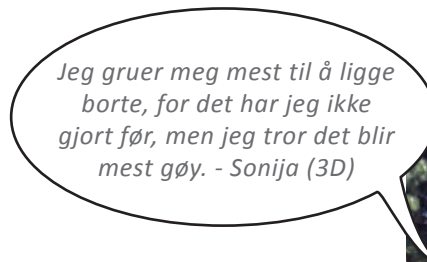 Jeg gruer meg mest til å ligge
borte, for det har jeg ikke
gjort før, men jeg tror det blir
mest gøy. - Sonija (3D)